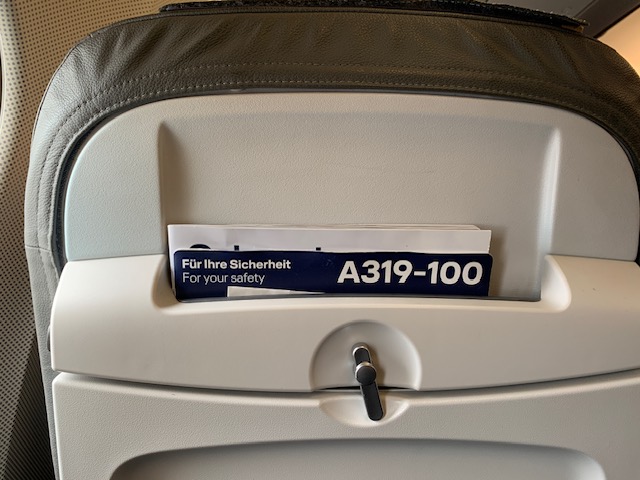 Für Ihre Sicherheit
For your safety
A319-100